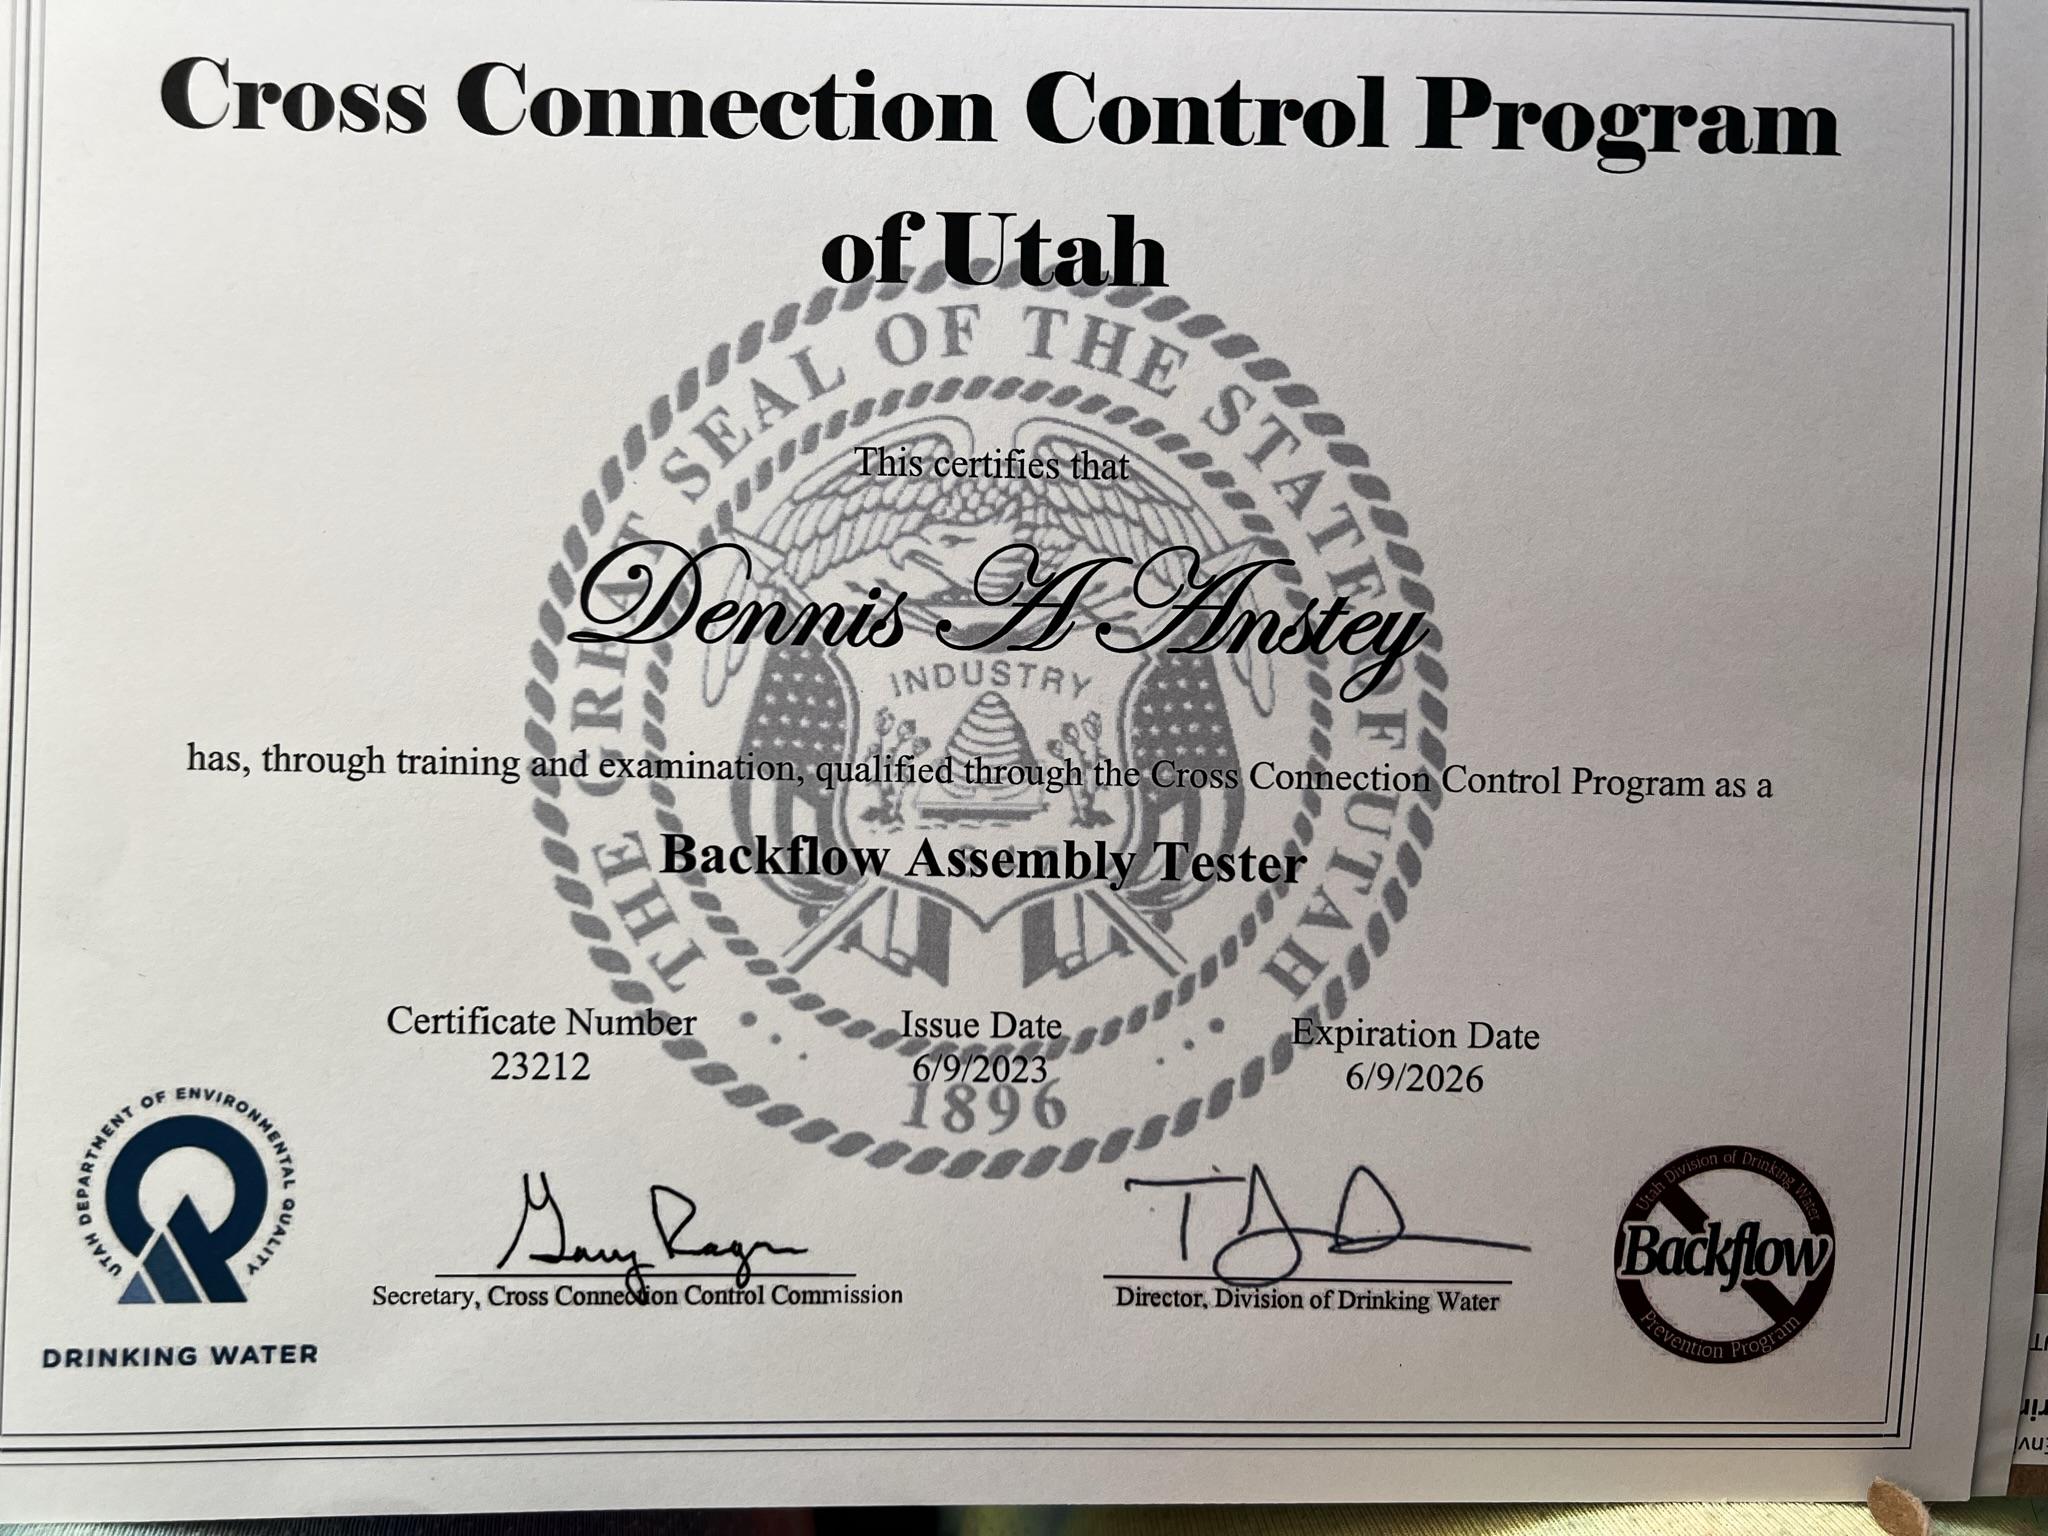 Cross Connection Control Program
of Utah
THE GREAT SEAL OF THE STATE OF UTAH
This certifies that
Dennis A Anstey
INDUSTRY
has, through training and examination, qualified through the Cross Connection Control Program as a
Backflow Assembly Tester
Certificate Number
23212
Issue Date
6/9/2023
Expiration Date
6/9/2026
1896
UTAH DEPARTMENT OF ENVIRONMENTAL QUALITY
DRINKING WATER
Secretary, Cross Connection Control Commission
Director, Division of Drinking Water
Utah Division of Drinking Water
Backflow
Prevention Program